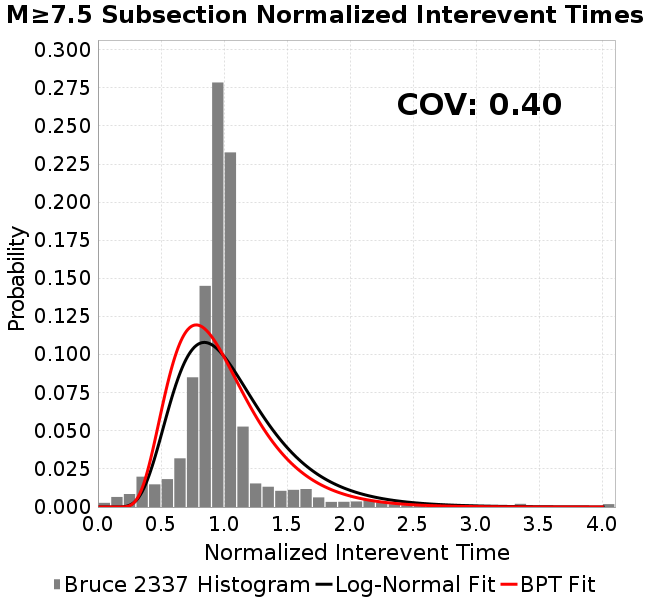 M≥7.5 Subsection Normalized Interevent Times
COV: 0.40
Probability
0.300
0.275
0.250
0.225
0.200
0.175
0.150
0.125
0.100
0.075
0.050
0.025
0.000
0.0 0.5 1.0 1.5 2.0 2.5 3.0 3.5 4.0
Normalized Interevent Time
Bruce 2337 Histogram Log-Normal Fit BPT Fit